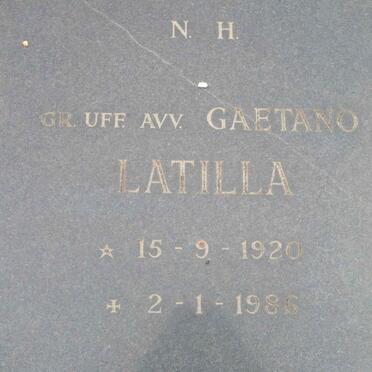 N. H.
GR. UFF. AVV. GAETANO
LATILLA
☆ 15 - 9 - 1920
✝ 2 - 1 - 1986